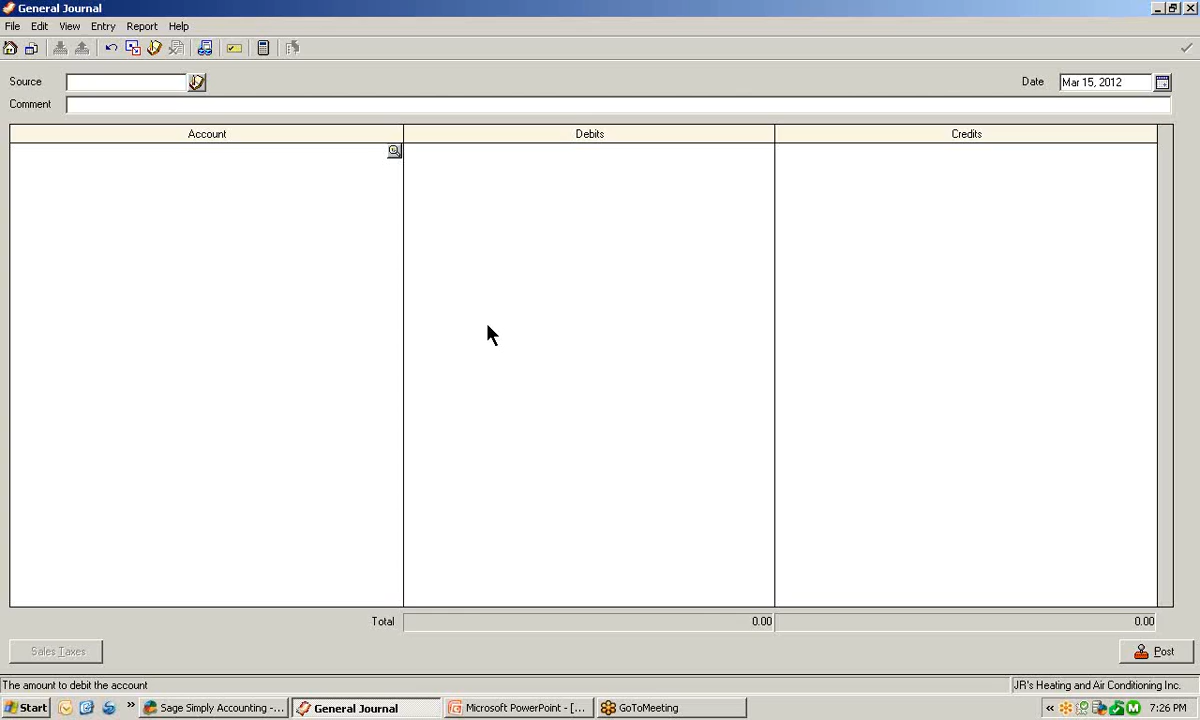 General Journal
File Edit View Entry Report Help
Source
Date Mar 15, 2012
Comment
Account Debits Credits
Total 0.00 0.00
Sales Taxes
Post
The amount to debit the account
JR's Heating and Air Conditioning Inc.
Start » Sage Simply Accounting -... General Journal Microsoft PowerPoint - [... GoToMeeting « M 7:26 PM